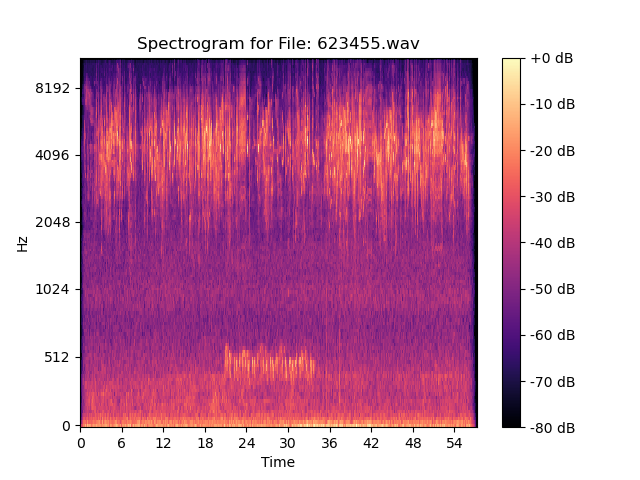 Spectrogram for File: 623455.wav
Hz
8192
4096
2048
1024
512
0
0 6 12 18 24 30 36 42 48 54
Time
+0 dB
-10 dB
-20 dB
-30 dB
-40 dB
-50 dB
-60 dB
-70 dB
-80 dB